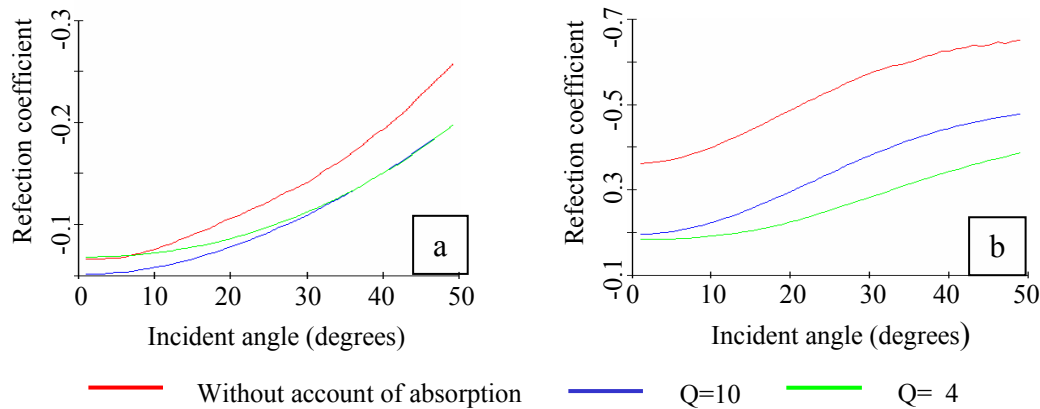 Refection coefficient
-0.3
-0.2
-0.1
0 10 20 30 40 50
Incident angle (degrees)
a
Refection coefficient
-0.7
-0.5
0.3
-0.1
0 10 20 30 40 50
Incident angle (degrees)
b
Without account of absorption Q=10 Q= 4